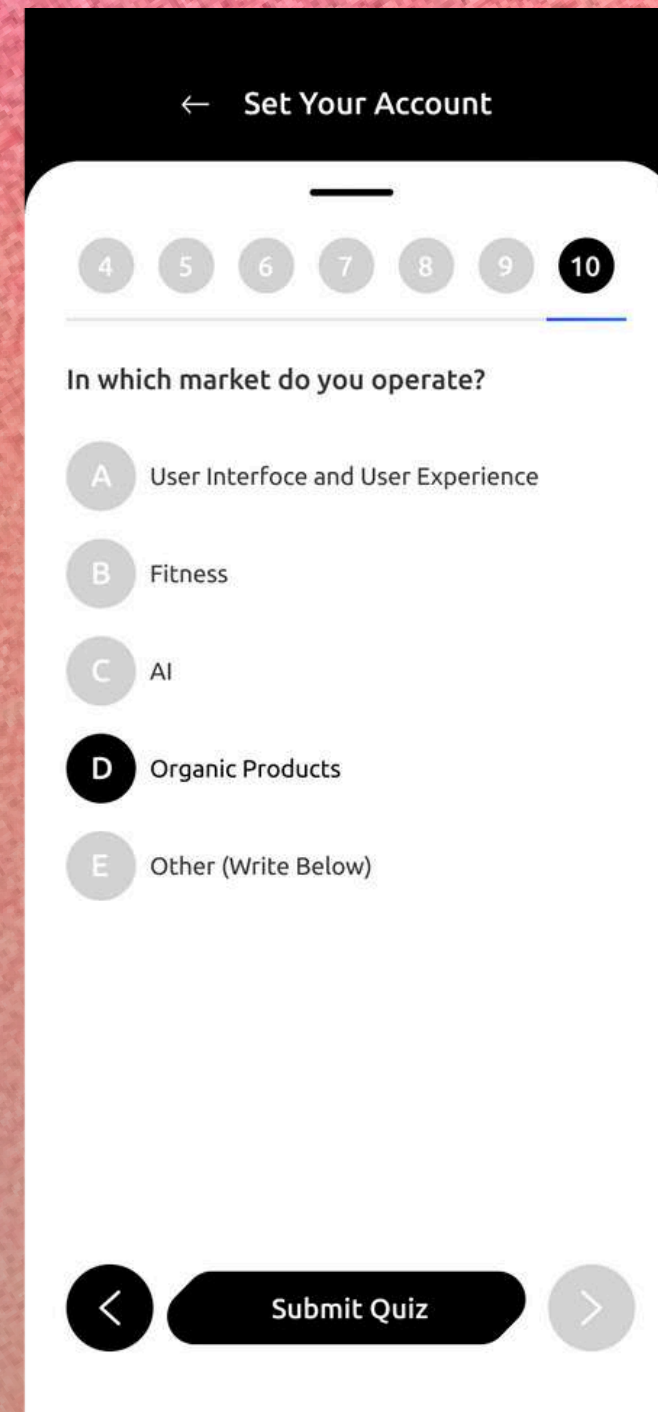 ← Set Your Account
4 5 6 7 8 9 10
In which market do you operate?
A User Interfoce and User Experience
B Fitness
C AI
D Organic Products
E Other (Write Below)
< Submit Quiz >